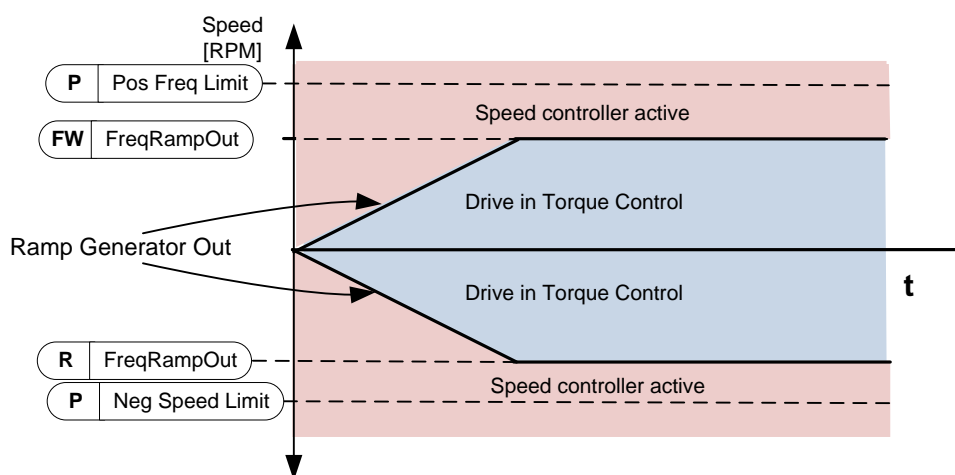 Speed
[RPM]
P Pos Freq Limit
Speed controller active
FW FreqRampOut
Drive in Torque Control
Ramp Generator Out
t
Drive in Torque Control
R FreqRampOut
Speed controller active
P Neg Speed Limit